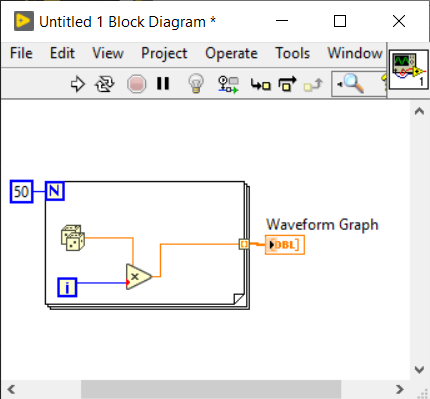 Untitled 1 Block Diagram *
File Edit View Project Operate Tools Window
1
?
50
N
Waveform Graph
DBL
i
×